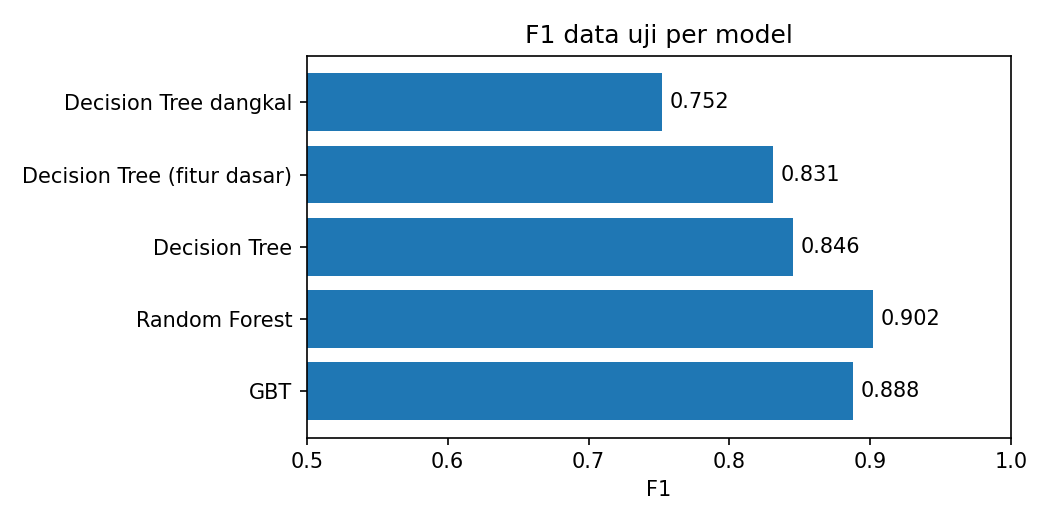 F1 data uji per model
Decision Tree dangkal 0.752
Decision Tree (fitur dasar) 0.831
Decision Tree 0.846
Random Forest 0.902
GBT 0.888
0.5 0.6 0.7 0.8 0.9 1.0
F1